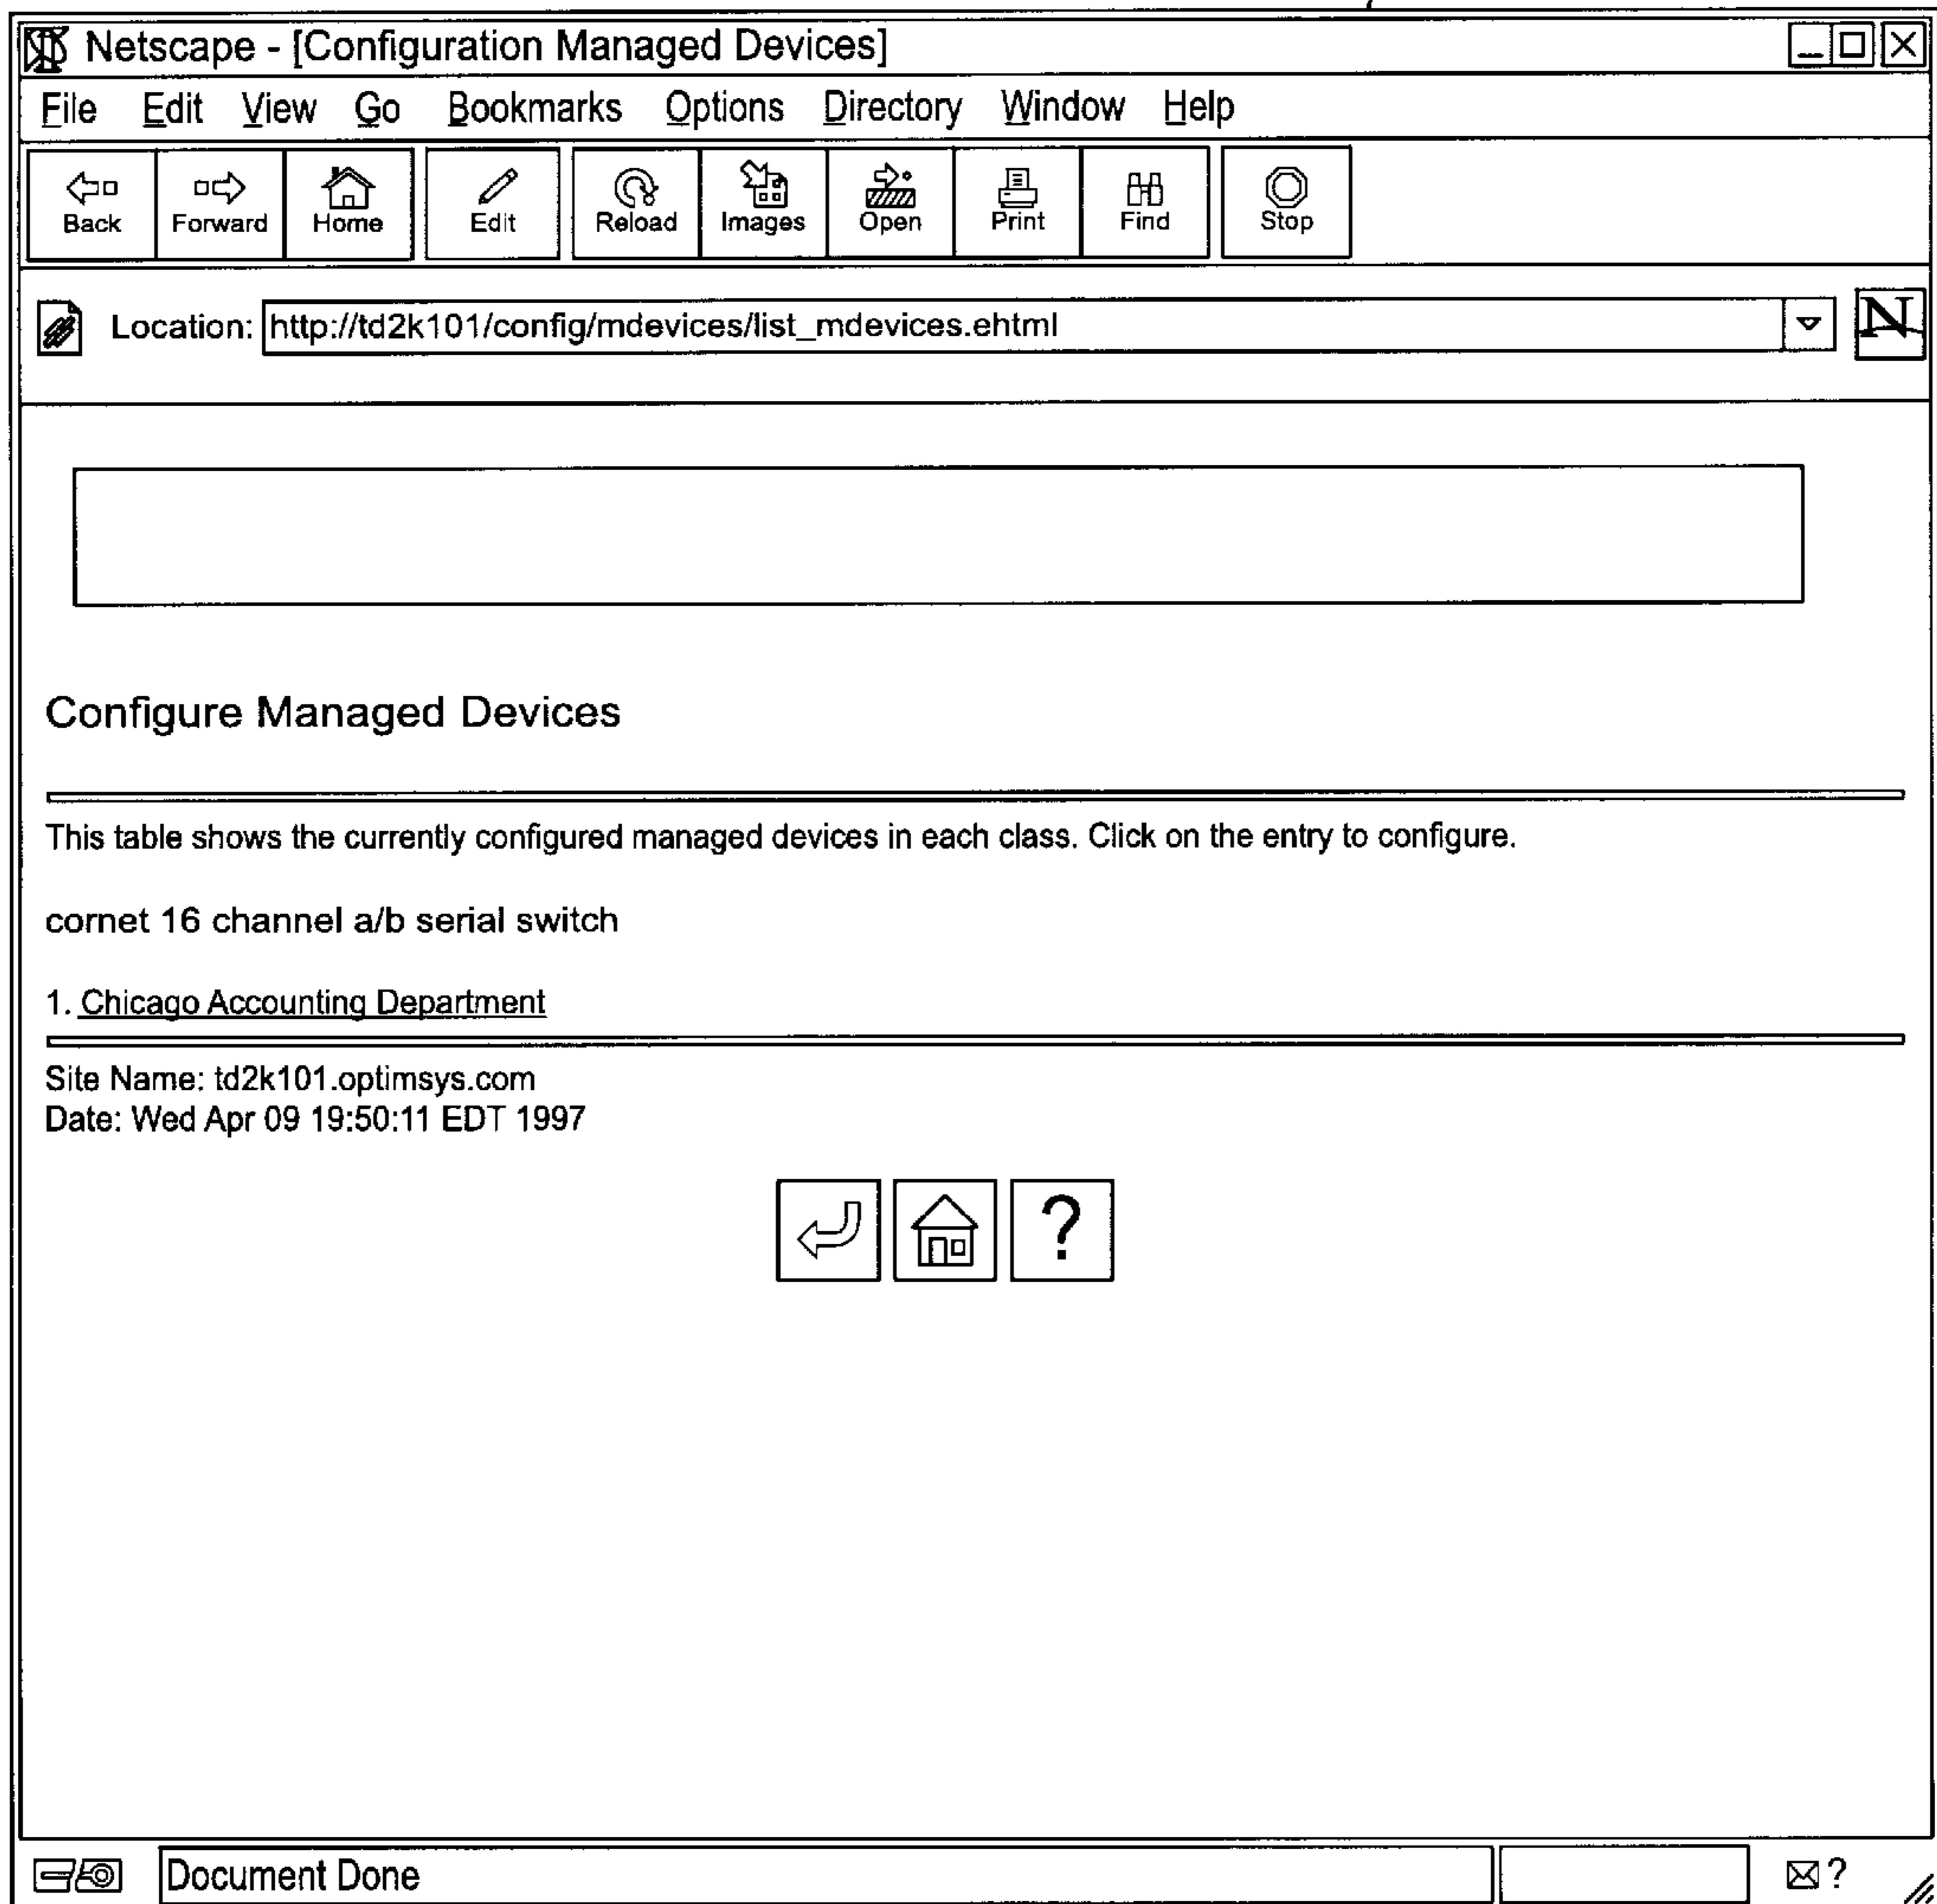 Netscape - [Configuration Managed Devices]
File Edit View Go Bookmarks Options Directory Window Help
Back Forward Home Edit Reload Images Open Print Find Stop
Location: http://td2k101/config/mdevices/list_mdevices.ehtml
N
Configure Managed Devices
This table shows the currently configured managed devices in each class. Click on the entry to configure.
cornet 16 channel a/b serial switch
1. Chicago Accounting Department
Site Name: td2k101.optimsys.com
Date: Wed Apr 09 19:50:11 EDT 1997
?
Document Done
?